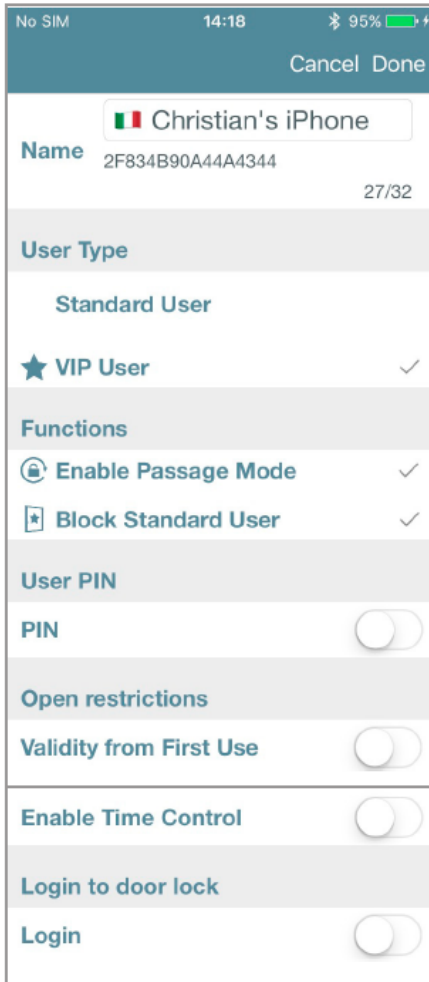 No SIM 14:18 95%
Cancel Done
🇮🇹 Christian's iPhone
Name
2F834B90A44A4344
27/32
User Type
Standard User
VIP User
Functions
Enable Passage Mode
Block Standard User
User PIN
PIN
Open restrictions
Validity from First Use
Enable Time Control
Login to door lock
Login